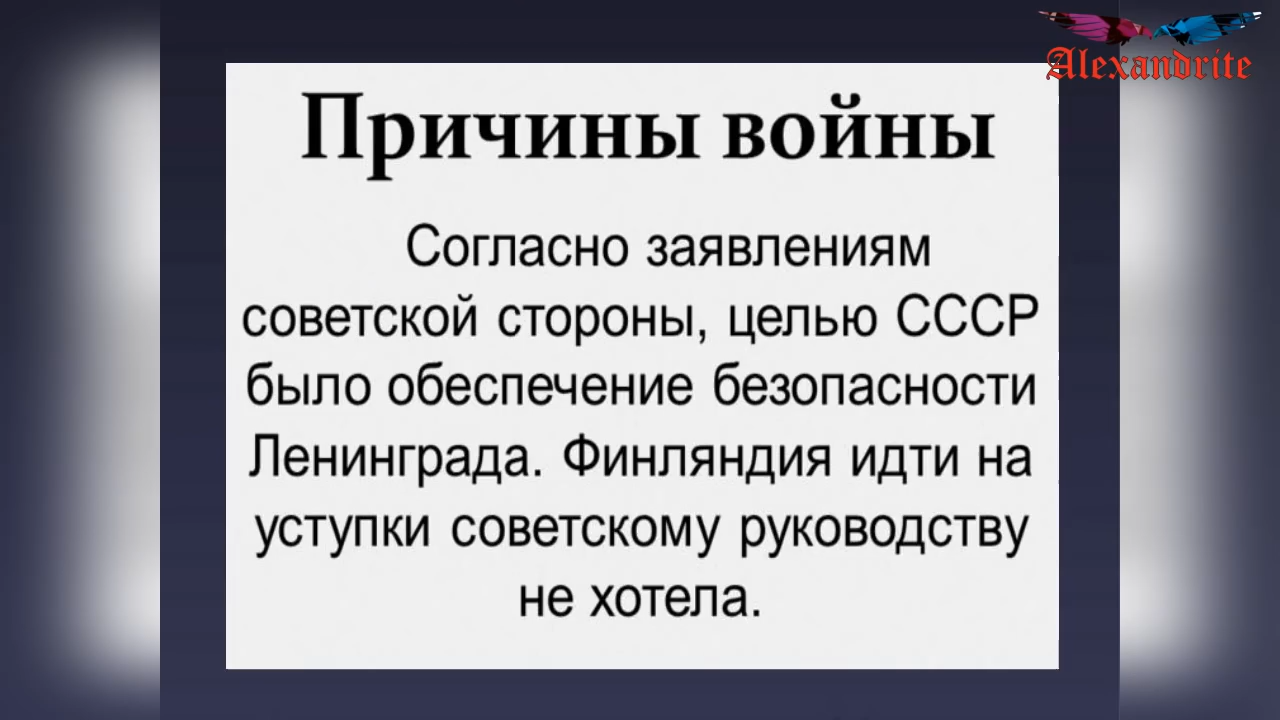 Alexandrite
Причины войны
Согласно заявлениям
советской стороны, целью СССР
было обеспечение безопасности
Ленинграда. Финляндия идти на
уступки советскому руководству
не хотела.